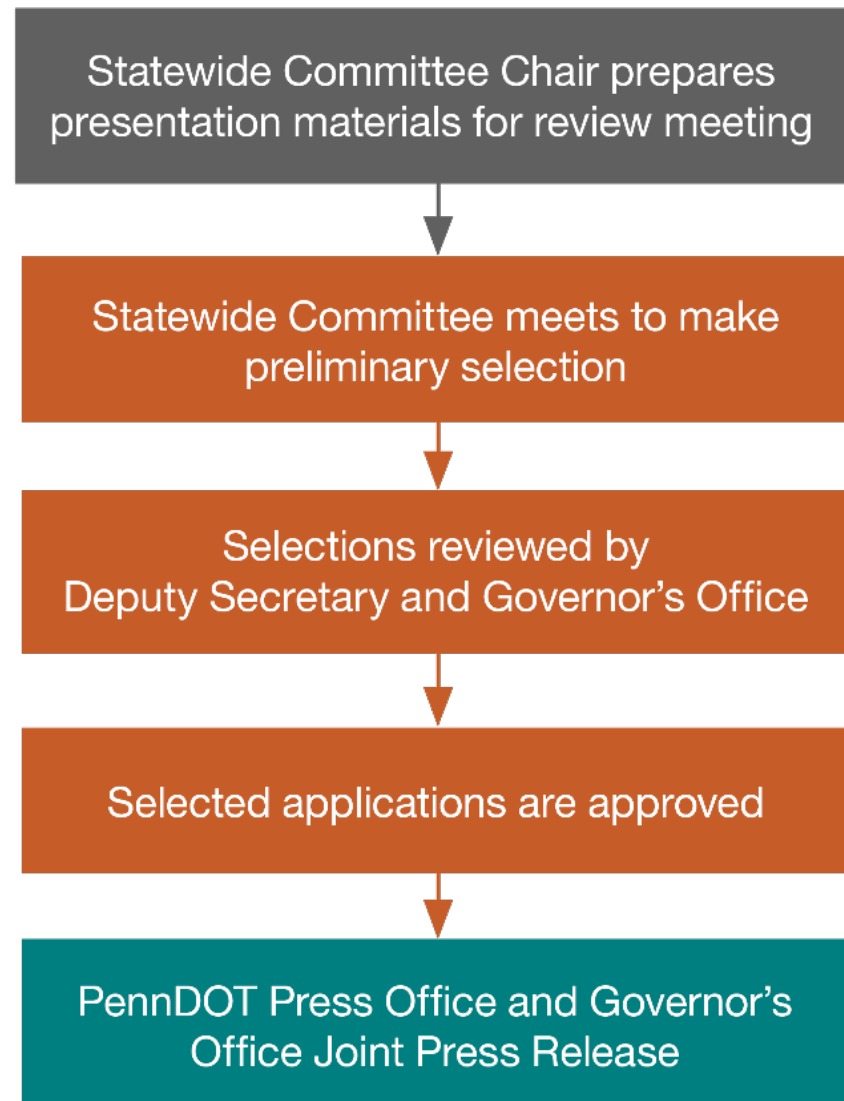 Statewide Committee Chair prepares
presentation materials for review meeting
Statewide Committee meets to make
preliminary selection
Selections reviewed by
Deputy Secretary and Governor’s Office
Selected applications are approved
PennDOT Press Office and Governor’s
Office Joint Press Release